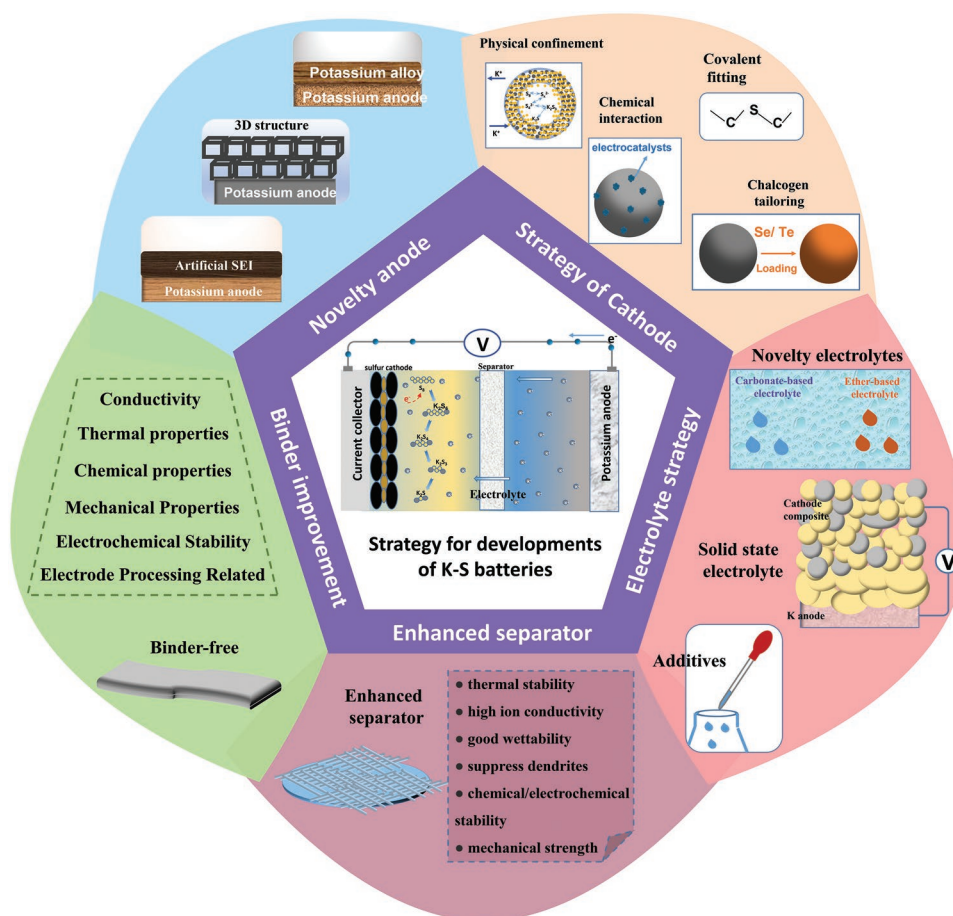 Potassium alloy
Potassium anode
3D structure
Potassium anode
Artificial SEI
Potassium anode
Novelty anode
Physical confinement
K⁺
K⁺
Chemical
interaction
electrocatalysts
Covalent
fitting
C S C
Chalcogen
tailoring
Se/ Te
Loading
Strategy of Cathode
Novelty electrolytes
Carbonate-based
electrolyte
Ether-based
electrolyte
Solid state
electrolyte
Cathode
composite
K anode
V
Additives
Electrolyte strategy
Enhanced separator
Enhanced
separator
● thermal stability
● high ion conductivity
● good wettability
● suppress dendrites
● chemical/electrochemical
stability
● mechanical strength
Binder improvement
Conductivity
Thermal properties
Chemical properties
Mechanical Properties
Electrochemical Stability
Electrode Processing Related
Binder-free
V
e⁻
sulfur cathode
Separator
Current collector
S₈
Electrolyte
Potassium anode
Strategy for developments
of K-S batteries